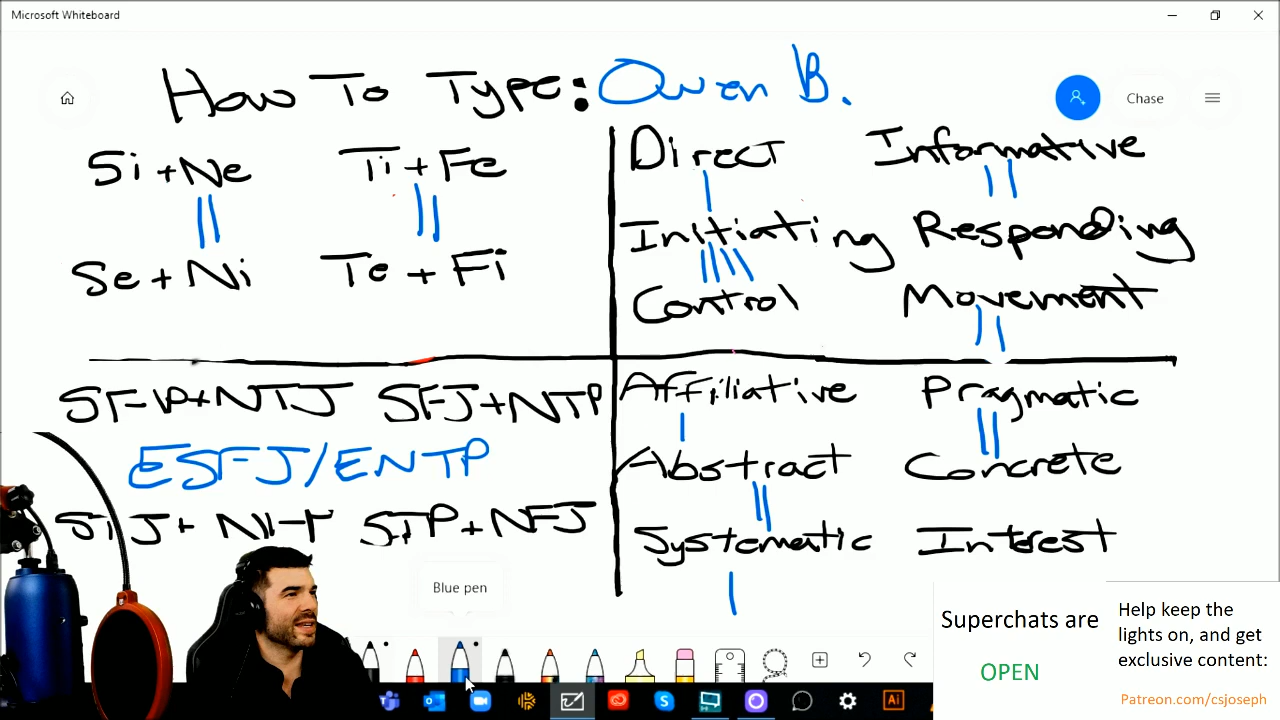 Microsoft Whiteboard
How To Type: Owen B.
Chase
Si + Ne Ti + Fe
Se + Ni Te + Fi
Direct Informative
Initiating Responding
Control Movement
SFP + NTJ SFJ + NTP
ESFJ/ENTP
STJ + NFP STP + NFJ
Affiliative Pragmatic
Abstract Concrete
Systematic Interest
Blue pen
Superchats are
OPEN
Help keep the
lights on, and get
exclusive content:
Patreon.com/csjoseph
Ai